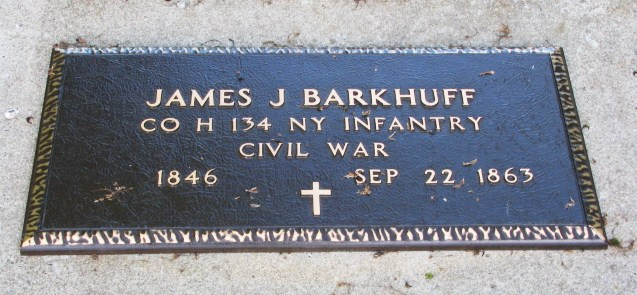 JAMES J BARKHUFF
CO H 134 NY INFANTRY
CIVIL WAR
1846 SEP 22 1863